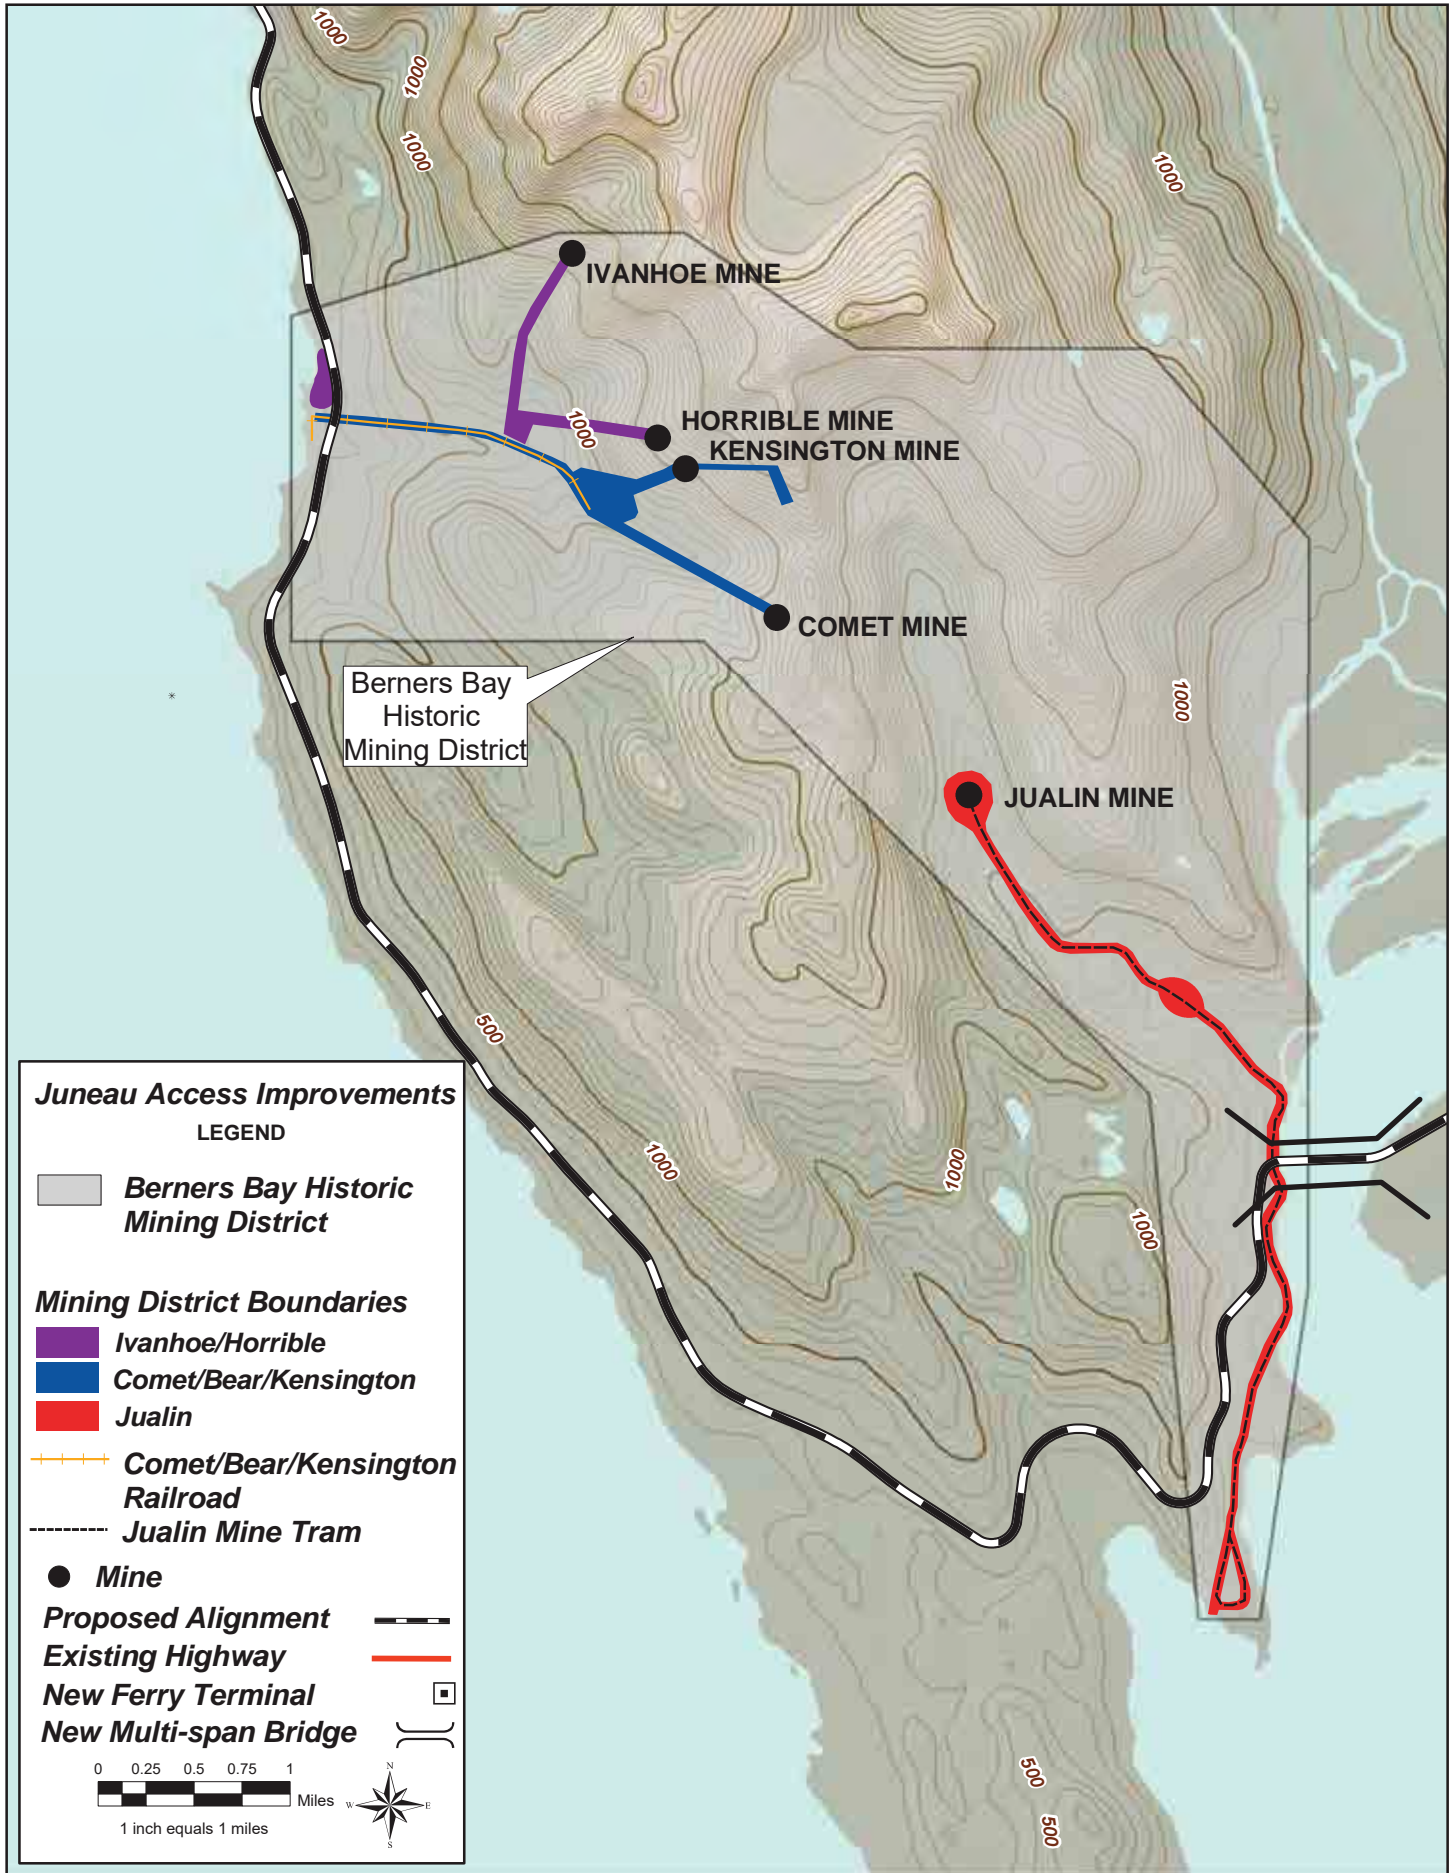 1000
1000
1000
1000
IVANHOE MINE
1000
HORRIBLE MINE
KENSINGTON MINE
COMET MINE
Berners Bay
Historic
Mining District
1000
JUALIN MINE
500
1000
1000
1000
500
500
Juneau Access Improvements
LEGEND
Berners Bay Historic
Mining District
Mining District Boundaries
Ivanhoe/Horrible
Comet/Bear/Kensington
Jualin
Comet/Bear/Kensington
Railroad
Jualin Mine Tram
Mine
Proposed Alignment
Existing Highway
New Ferry Terminal
New Multi-span Bridge
0 0.25 0.5 0.75 1
Miles
1 inch equals 1 miles
N
W E
S